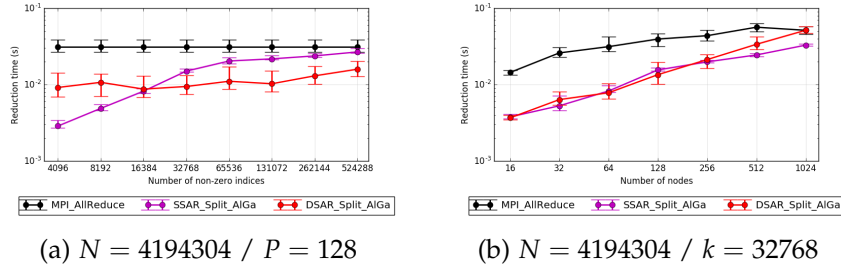 Reduction time (s)
10⁻¹
10⁻²
10⁻³
4096 8192 16384 32768 65536 131072 262144 524288
Number of non-zero indices
MPI_AllReduce SSAR_Split_AlGa DSAR_Split_AlGa
(a) N = 4194304 / P = 128
Reduction time (s)
10⁻¹
10⁻²
10⁻³
16 32 64 128 256 512 1024
Number of nodes
MPI_AllReduce SSAR_Split_AlGa DSAR_Split_AlGa
(b) N = 4194304 / k = 32768